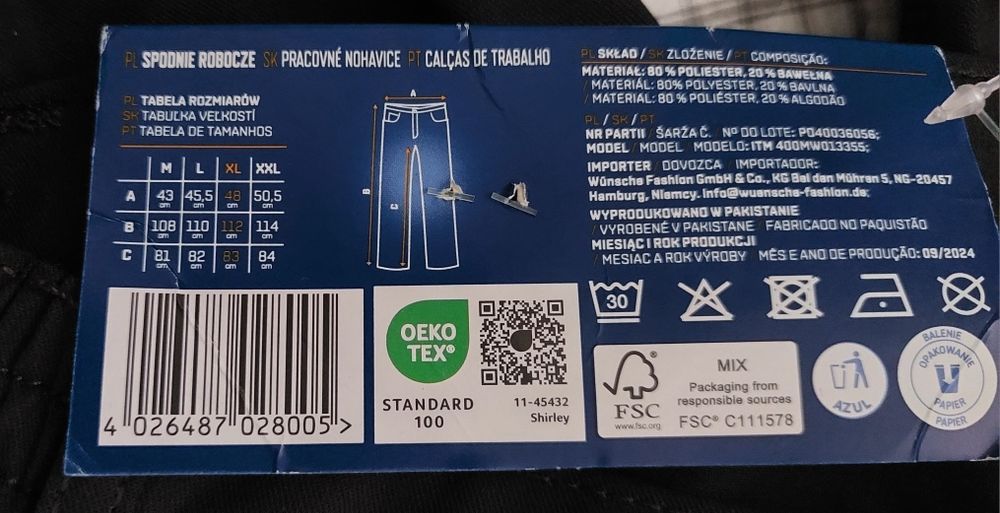 PL SPODNIE ROBOCZE SK PRACOVNÉ NOHAVICE PT CALÇAS DE TRABALHO
PL TABELA ROZMIARÓW
SK TABUĽKA VEĽKOSTÍ
PT TABELA DE TAMANHOS
M L XL XXL
A 43 cm 45,5 cm 48 cm 50,5 cm
B 108 cm 110 cm 112 cm 114 cm
C 81 cm 82 cm 83 cm 84 cm
A
B
C
PL SKŁAD / SK ZLOŽENIE / PT COMPOSIÇÃO:
MATERIAŁ: 80 % POLIESTER, 20 % BAWEŁNA
/ MATERIÁL: 80% POLYESTER, 20 % BAVLNA
/ MATERIAL: 80 % POLIÉSTER, 20 % ALGODÃO
PL / SK / PT
NR PARTII / ŠARŽA Č. / Nº DO LOTE: PO40036056;
MODEL / MODEL / MODELO: ITM 400MW013355;
IMPORTER / DOVOZCA / IMPORTADOR:
Wünsche Fashion GmbH & Co., KG Bei den Mühren 5, NG-20457
Hamburg, Niemcy. info@wuensche-fashion.de
WYPRODUKOWANO W PAKISTANIE
/ VYROBENÉ V PAKISTANE / FABRICADO NO PAQUISTÃO
MIESIĄC I ROK PRODUKCJI
/ MESIAC A ROK VÝROBY / MÊS E ANO DE PRODUÇÃO: 09/2024
30
4 026487 028005 >
OEKO
TEX®
STANDARD
100
11-45432
Shirley
FSC
www.fsc.org
MIX
Packaging from
responsible sources
FSC® C111578
AZUL
BALENIE
OPAKOWANIE
PAPIER
PAPIER